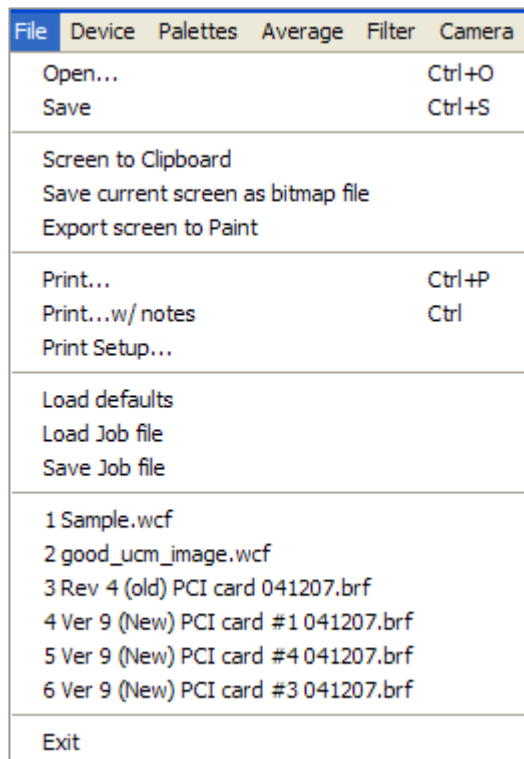 File Device Palettes Average Filter Camera
Open... Ctrl+O
Save Ctrl+S
Screen to Clipboard
Save current screen as bitmap file
Export screen to Paint
Print... Ctrl+P
Print...w/ notes Ctrl
Print Setup...
Load defaults
Load Job file
Save Job file
1 Sample.wcf
2 good_ucm_image.wcf
3 Rev 4 (old) PCI card 041207.brf
4 Ver 9 (New) PCI card #1 041207.brf
5 Ver 9 (New) PCI card #4 041207.brf
6 Ver 9 (New) PCI card #3 041207.brf
Exit